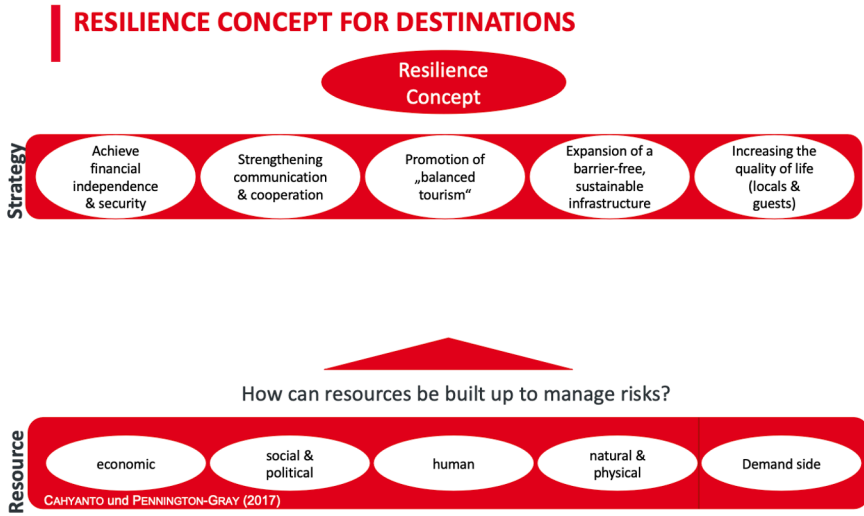 RESILIENCE CONCEPT FOR DESTINATIONS
Resilience
Concept
Strategy
Achieve
financial
independence
& security
Strengthening
communication
& cooperation
Promotion of
„balanced
tourism“
Expansion of a
barrier-free,
sustainable
infrastructure
Increasing the
quality of life
(locals &
guests)
How can resources be built up to manage risks?
Resource
economic
social &
political
human
natural &
physical
Demand side
CAHYANTO und PENNINGTON-GRAY (2017)